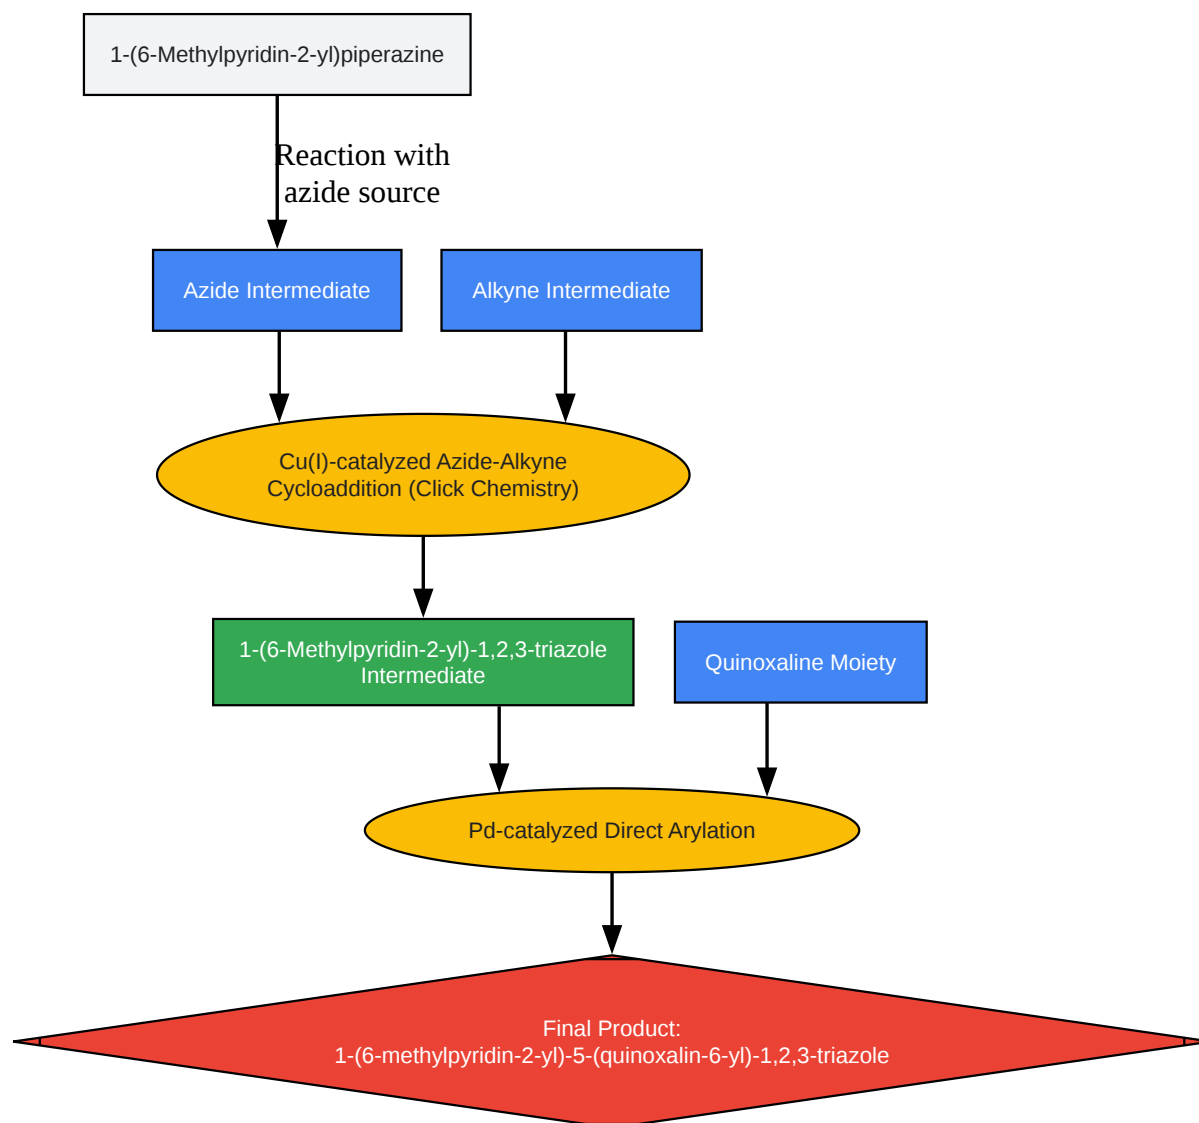 1-(6-Methylpyridin-2-yl)piperazine
Reaction with
azide source
Azide Intermediate
Alkyne Intermediate
Cu(I)-catalyzed Azide-Alkyne
Cycloaddition (Click Chemistry)
1-(6-Methylpyridin-2-yl)-1,2,3-triazole
Intermediate
Quinoxaline Moiety
Pd-catalyzed Direct Arylation
Final Product:
1-(6-methylpyridin-2-yl)-5-(quinoxalin-6-yl)-1,2,3-triazole